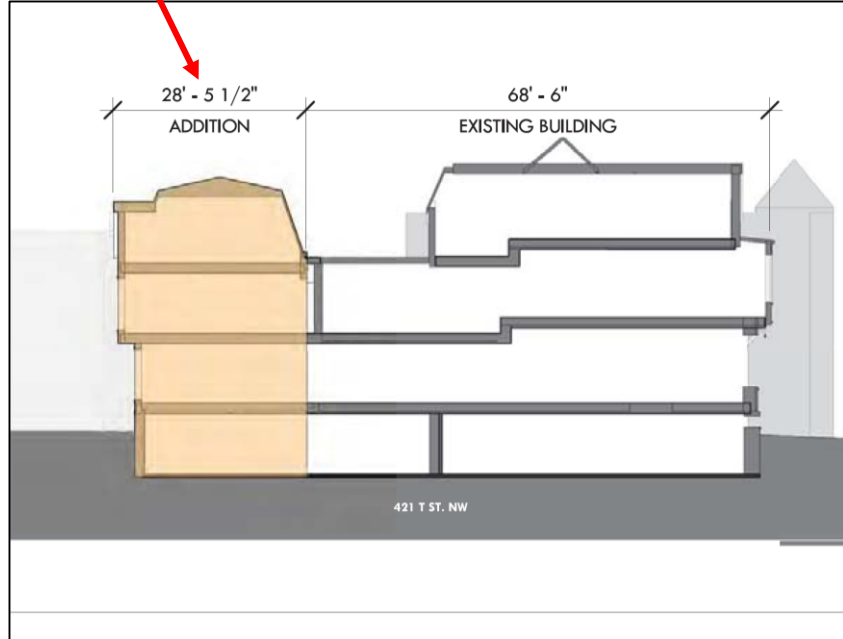 28' - 5 1/2"
68' - 6"
ADDITION
EXISTING BUILDING
421 T ST. NW